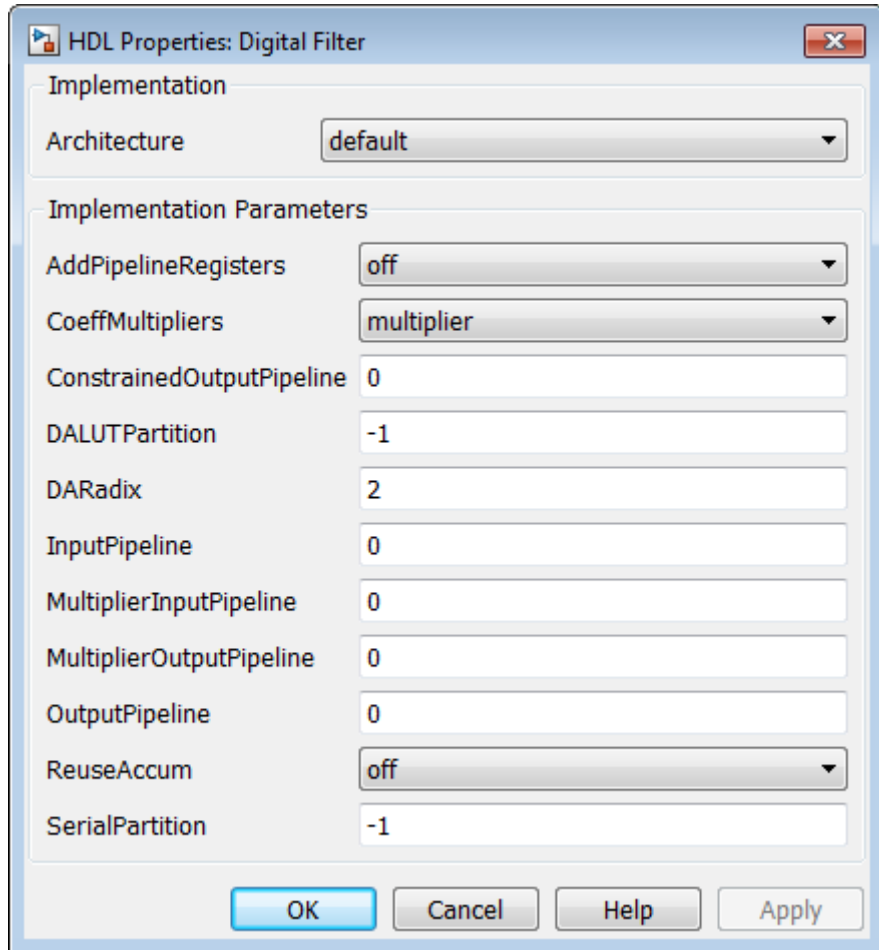 HDL Properties: Digital Filter
Implementation
Architecture default
Implementation Parameters
AddPipelineRegisters off
CoeffMultipliers multiplier
ConstrainedOutputPipeline 0
DALUTPartition -1
DARadix 2
InputPipeline 0
MultiplierInputPipeline 0
MultiplierOutputPipeline 0
OutputPipeline 0
ReuseAccum off
SerialPartition -1
OK Cancel Help Apply